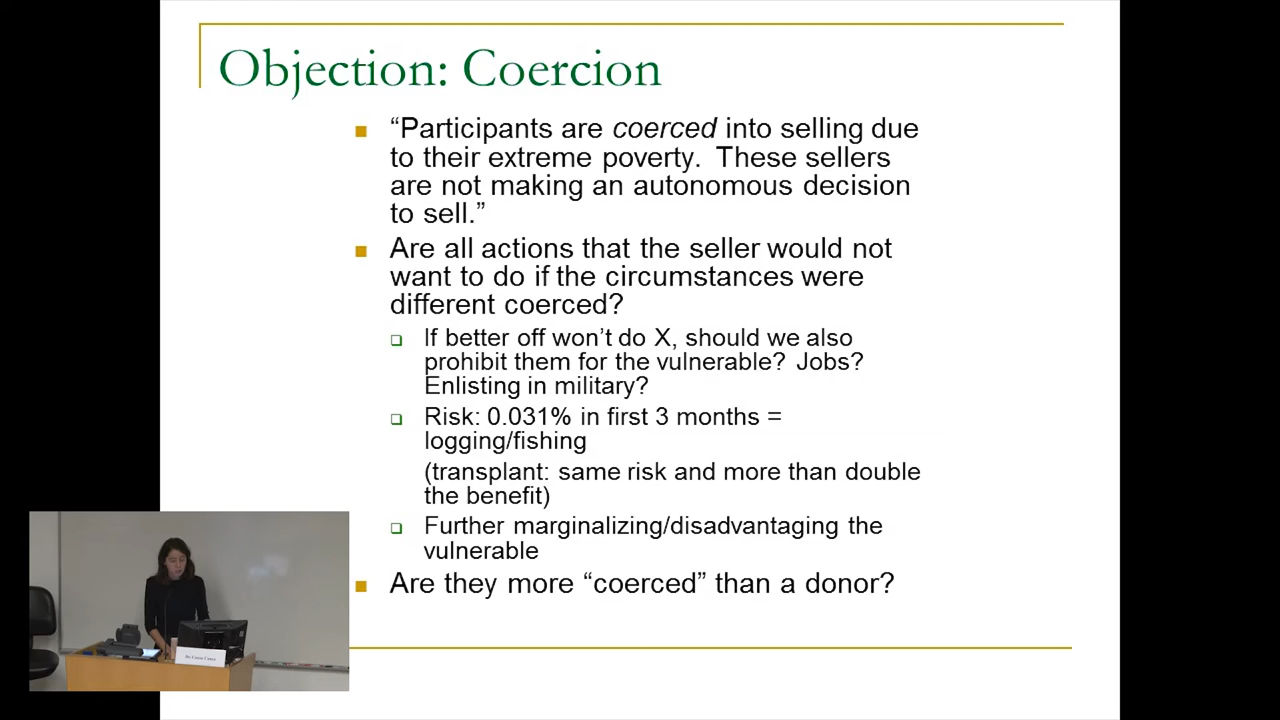 Objection: Coercion
“Participants are coerced into selling due
to their extreme poverty.  These sellers
are not making an autonomous decision
to sell.”
Are all actions that the seller would not
want to do if the circumstances were
different coerced?
If better off won’t do X, should we also
prohibit them for the vulnerable?  Jobs?
Enlisting in military?
Risk: 0.031% in first 3 months =
logging/fishing
(transplant: same risk and more than double
the benefit)
Further marginalizing/disadvantaging the
vulnerable
Are they more “coerced” than a donor?